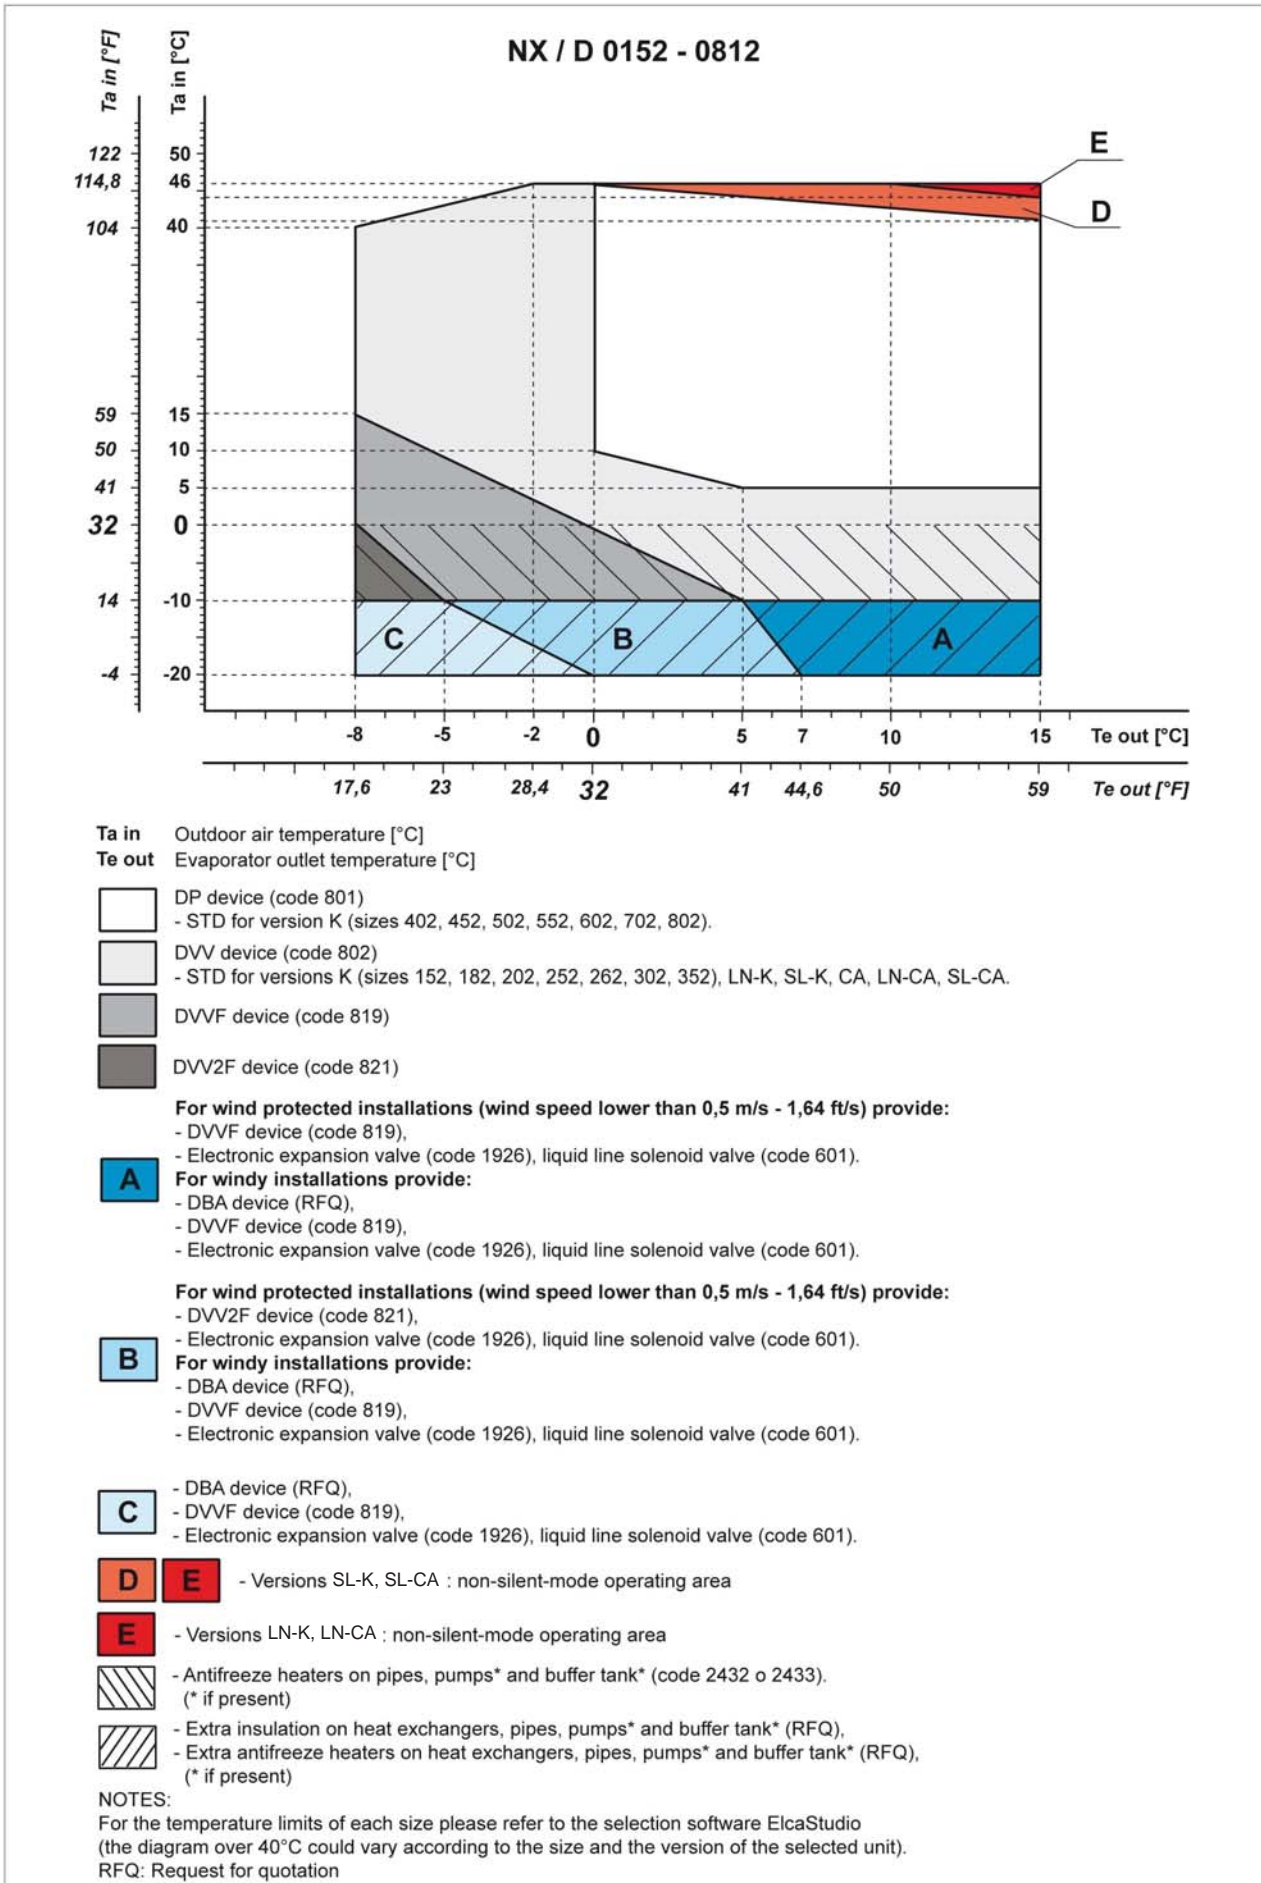 NX / D 0152 - 0812
Ta in [°F]
Ta in [°C]
122 50
114,8 46
104 40
59 15
50 10
41 5
32 0
14 -10
-4 -20
E
D
C
B
A
-8 -5 -2 0 5 7 10 15 Te out [°C]
17,6 23 28,4 32 41 44,6 50 59 Te out [°F]
Ta in Outdoor air temperature [°C]
Te out Evaporator outlet temperature [°C]
DP device (code 801)
- STD for version K (sizes 402, 452, 502, 552, 602, 702, 802).
DVV device (code 802)
- STD for versions K (sizes 152, 182, 202, 252, 262, 302, 352), LN-K, SL-K, CA, LN-CA, SL-CA.
DVVF device (code 819)
DVV2F device (code 821)
For wind protected installations (wind speed lower than 0,5 m/s - 1,64 ft/s) provide:
- DVVF device (code 819),
- Electronic expansion valve (code 1926), liquid line solenoid valve (code 601).
A
For windy installations provide:
- DBA device (RFQ),
- DVVF device (code 819),
- Electronic expansion valve (code 1926), liquid line solenoid valve (code 601).
For wind protected installations (wind speed lower than 0,5 m/s - 1,64 ft/s) provide:
- DVV2F device (code 821),
- Electronic expansion valve (code 1926), liquid line solenoid valve (code 601).
B
For windy installations provide:
- DBA device (RFQ),
- DVVF device (code 819),
- Electronic expansion valve (code 1926), liquid line solenoid valve (code 601).
- DBA device (RFQ),
C
- DVVF device (code 819),
- Electronic expansion valve (code 1926), liquid line solenoid valve (code 601).
D E - Versions SL-K, SL-CA : non-silent-mode operating area
E - Versions LN-K, LN-CA : non-silent-mode operating area
- Antifreeze heaters on pipes, pumps* and buffer tank* (code 2432 o 2433).
(* if present)
- Extra insulation on heat exchangers, pipes, pumps* and buffer tank* (RFQ),
- Extra antifreeze heaters on heat exchangers, pipes, pumps* and buffer tank* (RFQ),
(* if present)
NOTES:
For the temperature limits of each size please refer to the selection software ElcaStudio
(the diagram over 40°C could vary according to the size and the version of the selected unit).
RFQ: Request for quotation